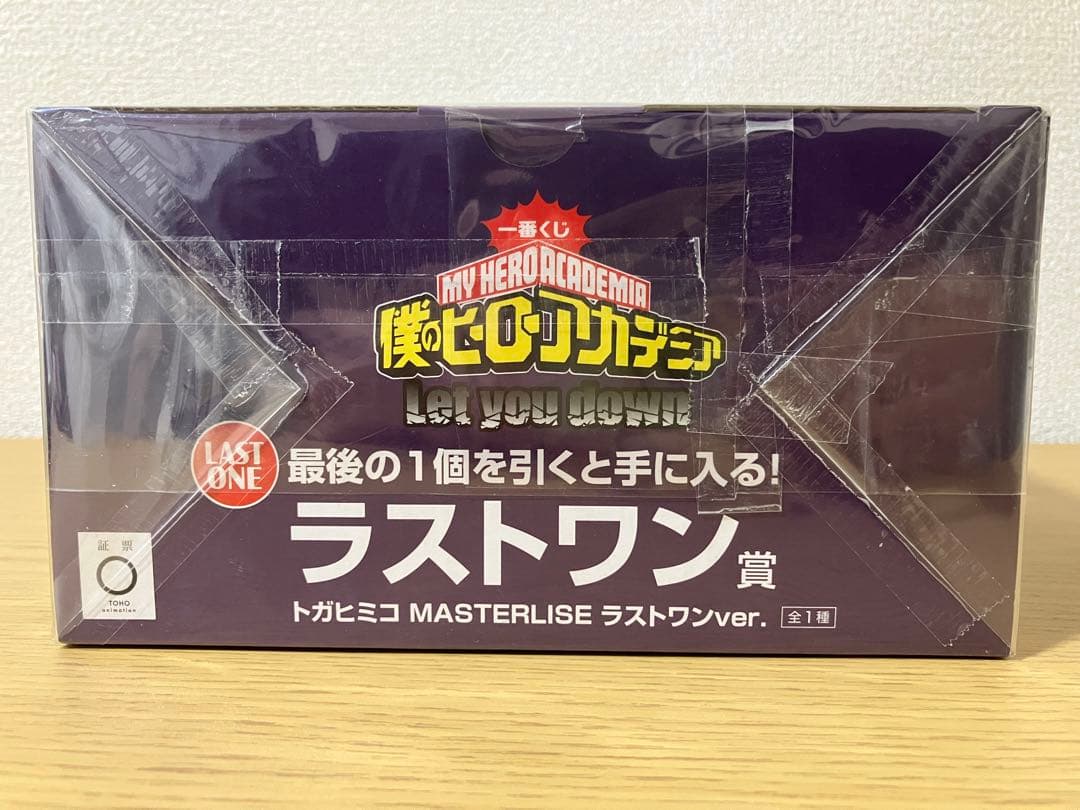 一番くじ
MY HERO ACADEMIA
僕のヒーローアカデミア
Let you down
LAST ONE
最後の1個を引くと手に入る!
ラストワン賞
トガヒミコ MASTERLISE ラストワンver. 全1種
証票
TOHO
animation